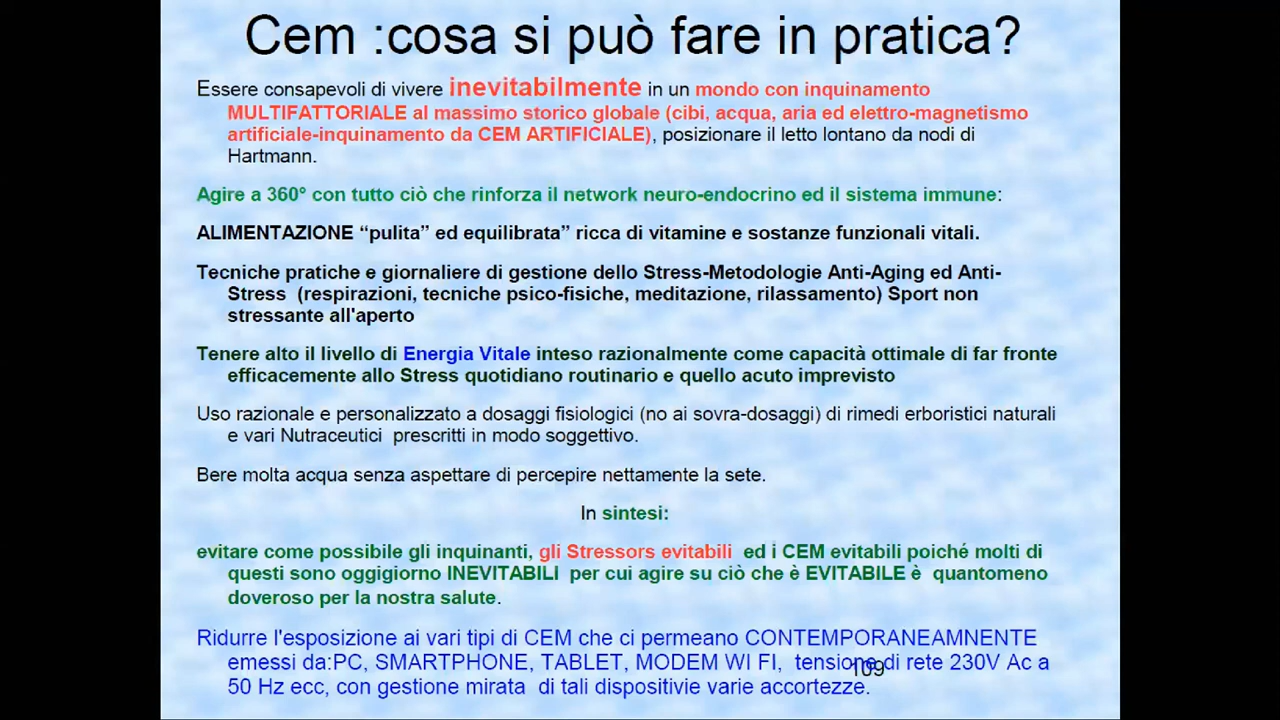 Cem :cosa si può fare in pratica?
Essere consapevoli di vivere inevitabilmente in un mondo con inquinamento
MULTIFATTORIALE al massimo storico globale (cibi, acqua, aria ed elettro-magnetismo
artificiale-inquinamento da CEM ARTIFICIALE), posizionare il letto lontano da nodi di
Hartmann.
Agire a 360° con tutto ciò che rinforza il network neuro-endocrino ed il sistema immune:
ALIMENTAZIONE “pulita” ed equilibrata” ricca di vitamine e sostanze funzionali vitali.
Tecniche pratiche e giornaliere di gestione dello Stress-Metodologie Anti-Aging ed Anti-
Stress (respirazioni, tecniche psico-fisiche, meditazione, rilassamento) Sport non
stressante all'aperto
Tenere alto il livello di Energia Vitale inteso razionalmente come capacità ottimale di far fronte
efficacemente allo Stress quotidiano routinario e quello acuto imprevisto
Uso razionale e personalizzato a dosaggi fisiologici (no ai sovra-dosaggi) di rimedi erboristici naturali
e vari Nutraceutici prescritti in modo soggettivo.
Bere molta acqua senza aspettare di percepire nettamente la sete.
In sintesi:
evitare come possibile gli inquinanti, gli Stressors evitabili ed i CEM evitabili poiché molti di
questi sono oggigiorno INEVITABILI per cui agire su ciò che è EVITABILE è quantomeno
doveroso per la nostra salute.
Ridurre l'esposizione ai vari tipi di CEM che ci permeano CONTEMPORANEAMNENTE
emessi da:PC, SMARTPHONE, TABLET, MODEM WI FI, tensione di rete 230V Ac a
50 Hz ecc, con gestione mirata di tali dispositivie varie accortezze.
109